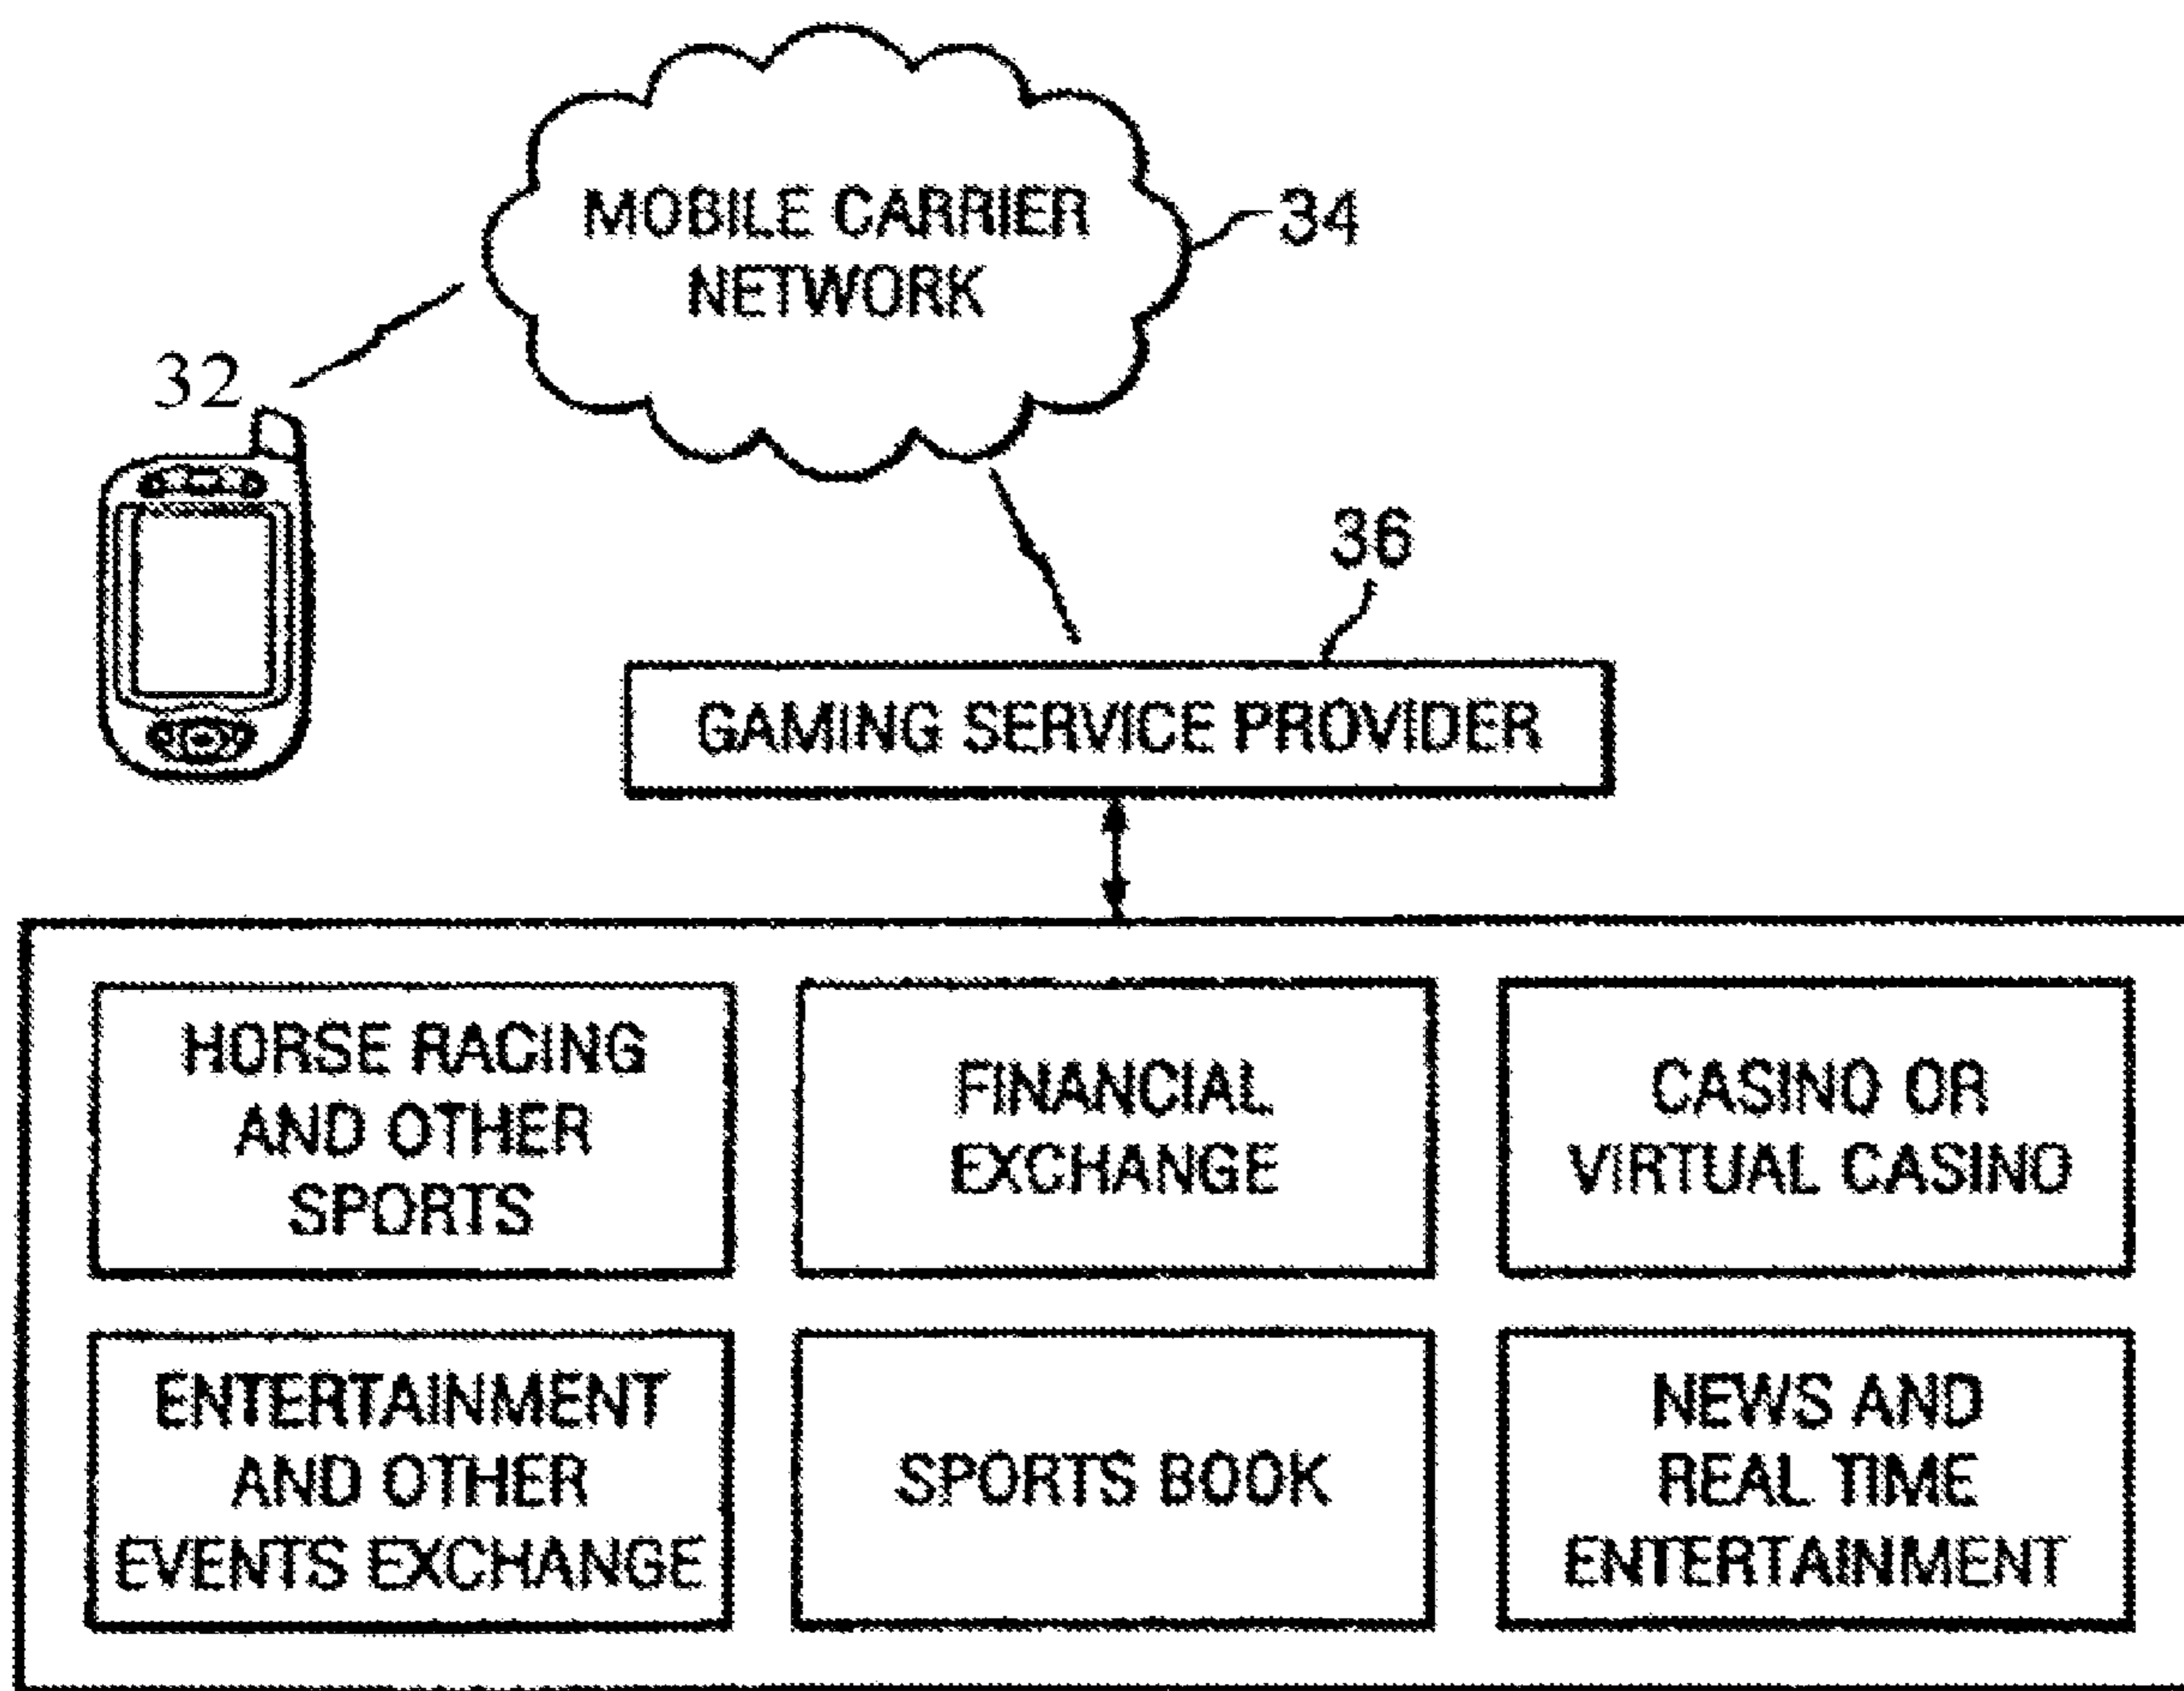 MOBILE CARRIER
NETWORK
34
32
36
GAMING SERVICE PROVIDER
HORSE RACING
AND OTHER
SPORTS
FINANCIAL
EXCHANGE
CASINO OR
VIRTUAL CASINO
ENTERTAINMENT
AND OTHER
EVENTS EXCHANGE
SPORTS BOOK
NEWS AND
REAL TIME
ENTERTAINMENT